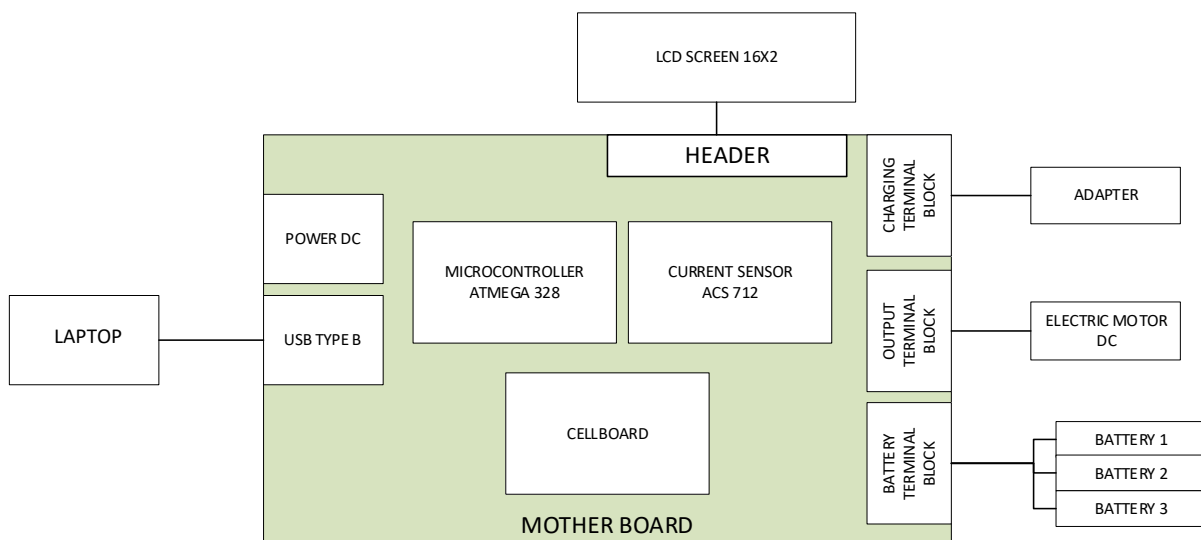 LCD SCREEN 16X2
HEADER
CHARGING
TERMINAL
BLOCK
ADAPTER
POWER DC
MICROCONTROLLER
ATMEGA 328
CURRENT SENSOR
ACS 712
LAPTOP
USB TYPE B
OUTPUT
TERMINAL
BLOCK
ELECTRIC MOTOR
DC
CELLBOARD
BATTERY
TERMINAL
BLOCK
BATTERY 1
BATTERY 2
BATTERY 3
MOTHER BOARD